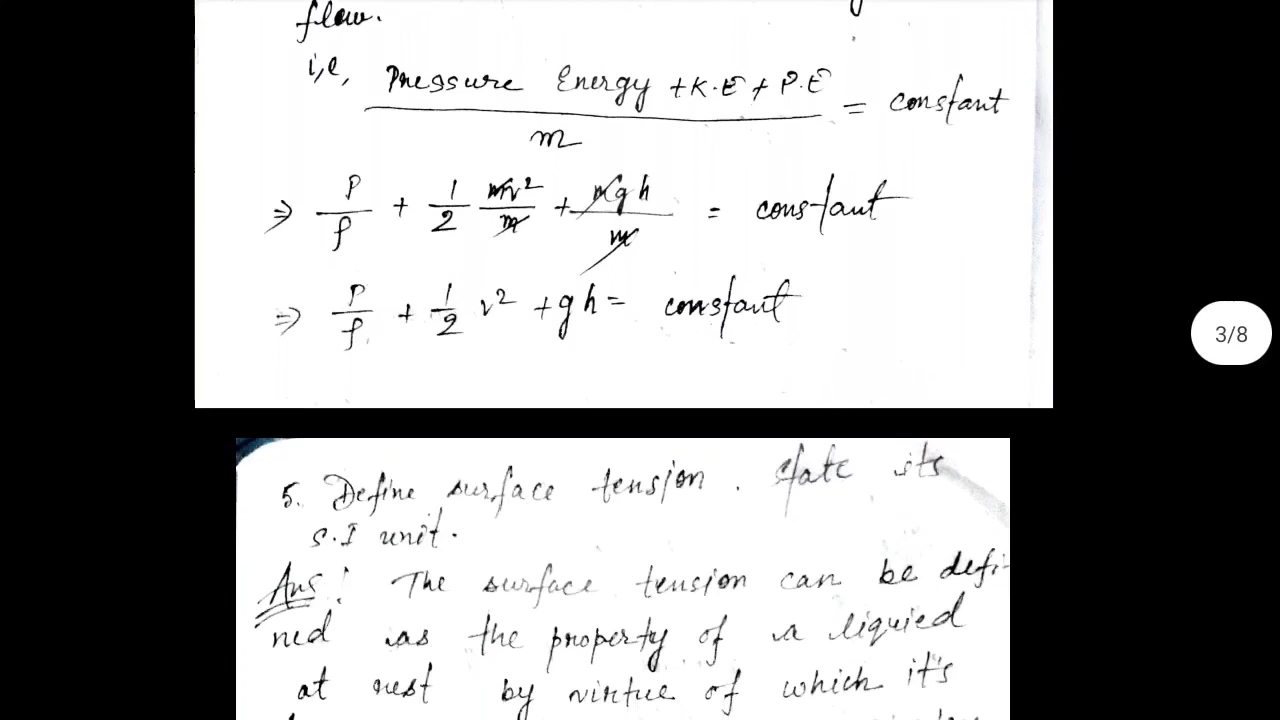 flow.
i,e, Pressure Energy + K.E + P.E = constant
m
⇒ P/ρ + 1/2 mv²/m + mgh/m = constant
⇒ P/ρ + 1/2 v² + gh = constant
3/8
5. Define surface tension. State its
S.I unit.
Ans: The surface tension can be defi-
ned as the property of a liquied
at rest by virtue of which it's